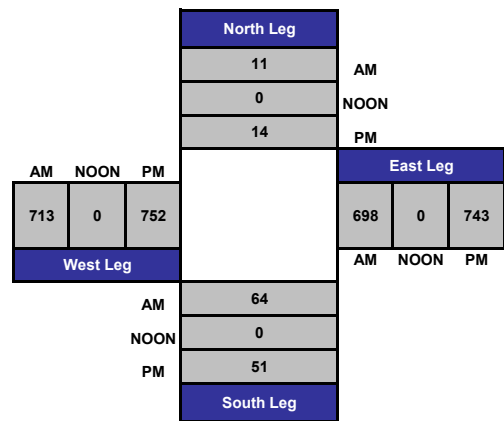 North Leg
11
AM
0
NOON
14
PM
AM NOON PM
East Leg
713 0 752
698 0 743
West Leg
AM NOON PM
AM
64
NOON
0
PM
51
South Leg